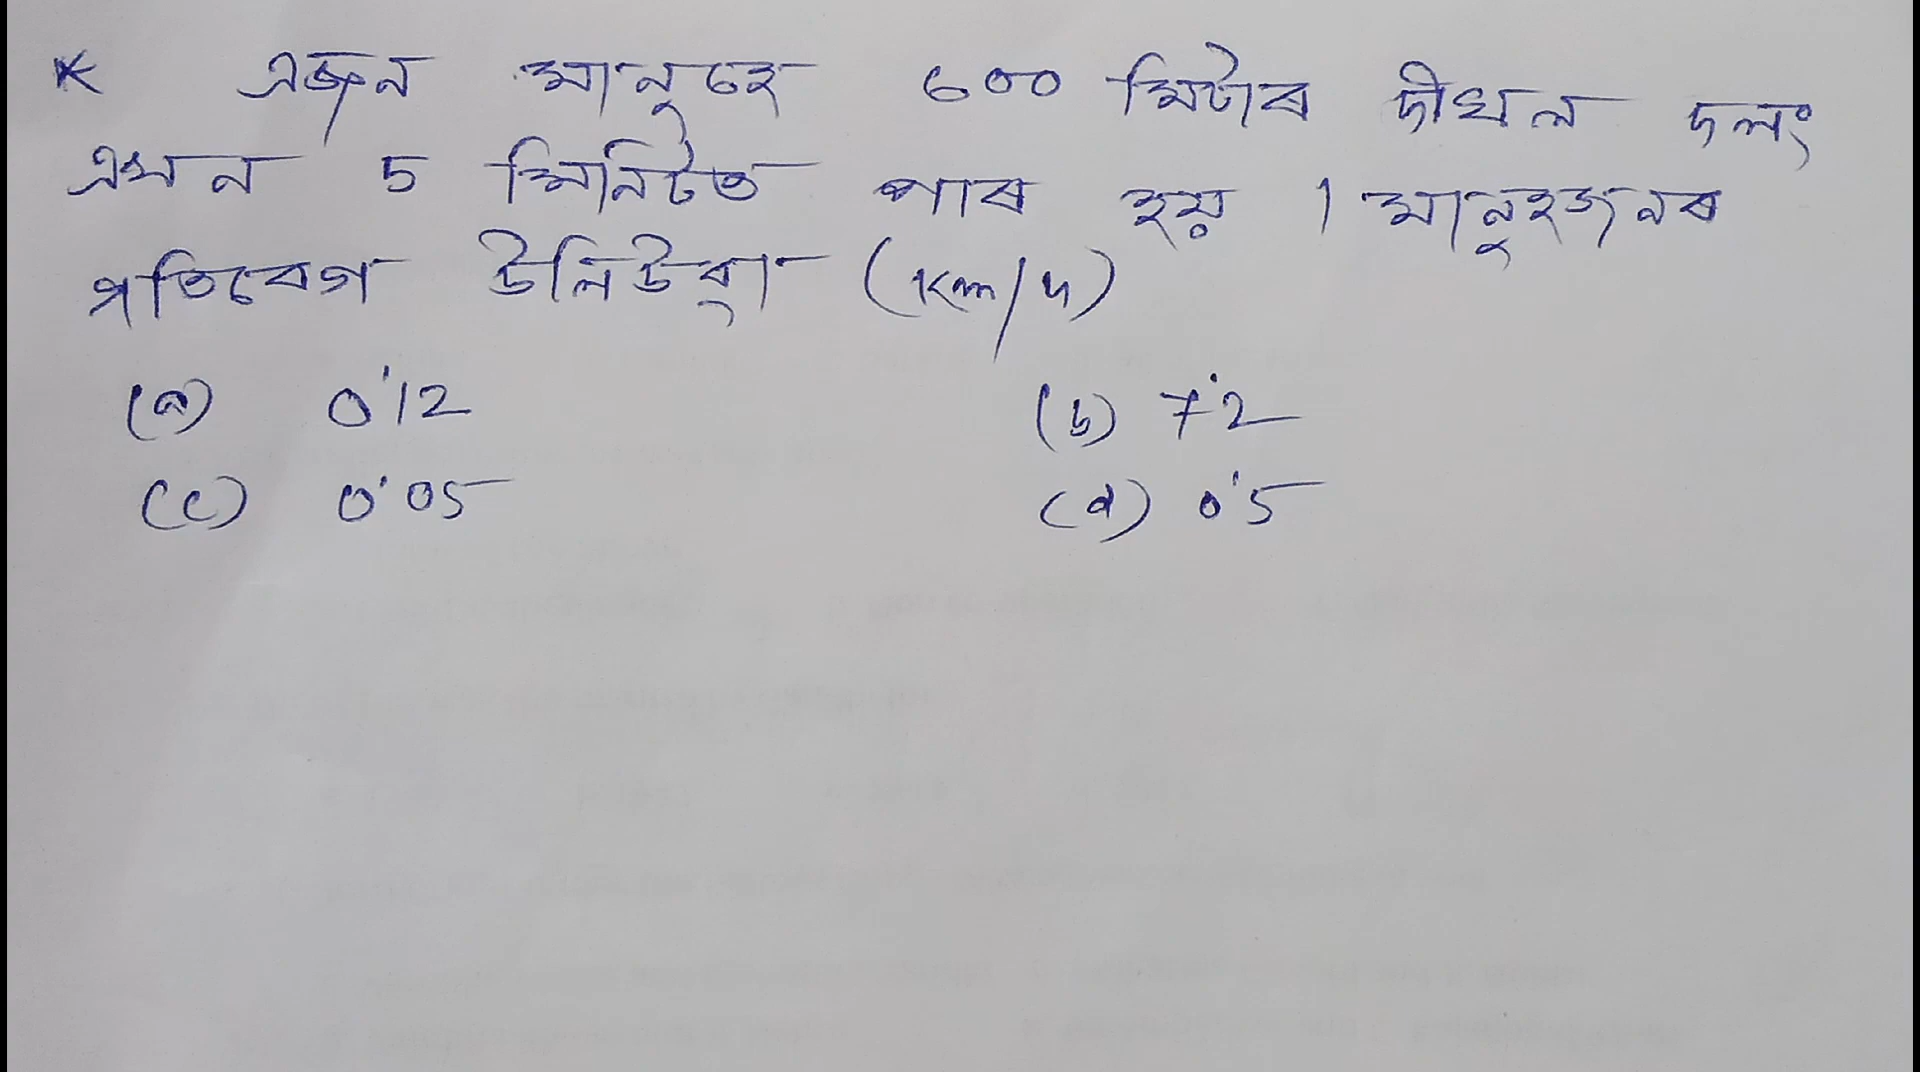 * এজন মানুহে 600 মিটাৰ দীঘল দলং
এখন 5 মিনিটত পাৰ হয় । মানুহজনৰ
গতিবেগ উলিউৱা (km/h)
(a) 0.12 (b) 7.2
(c) 0.05 (d) 0.5